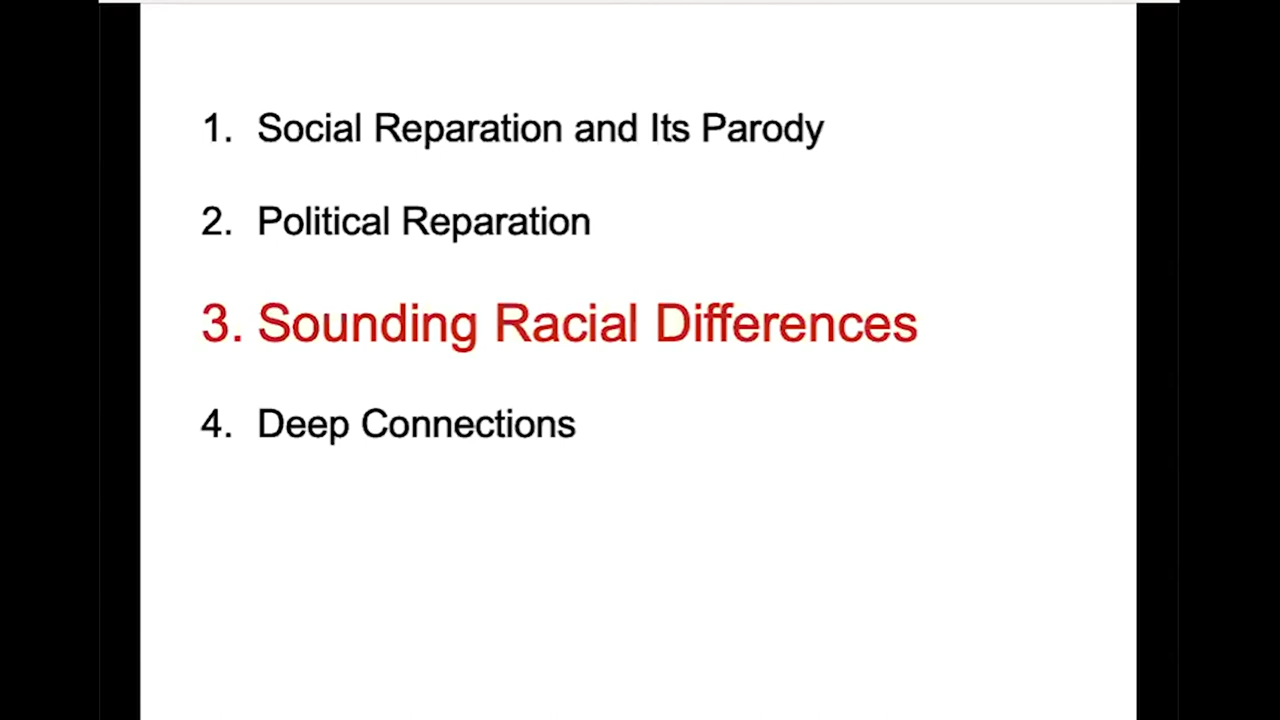 1. Social Reparation and Its Parody
2. Political Reparation
3. Sounding Racial Differences
4. Deep Connections